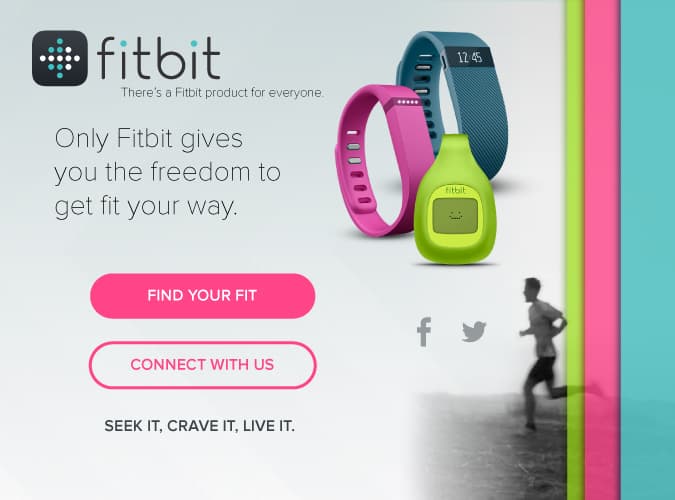 fitbit
There's a Fitbit product for everyone.
12:45
Only Fitbit gives
you the freedom to
get fit your way.
fitbit
FIND YOUR FIT
CONNECT WITH US
SEEK IT, CRAVE IT, LIVE IT.